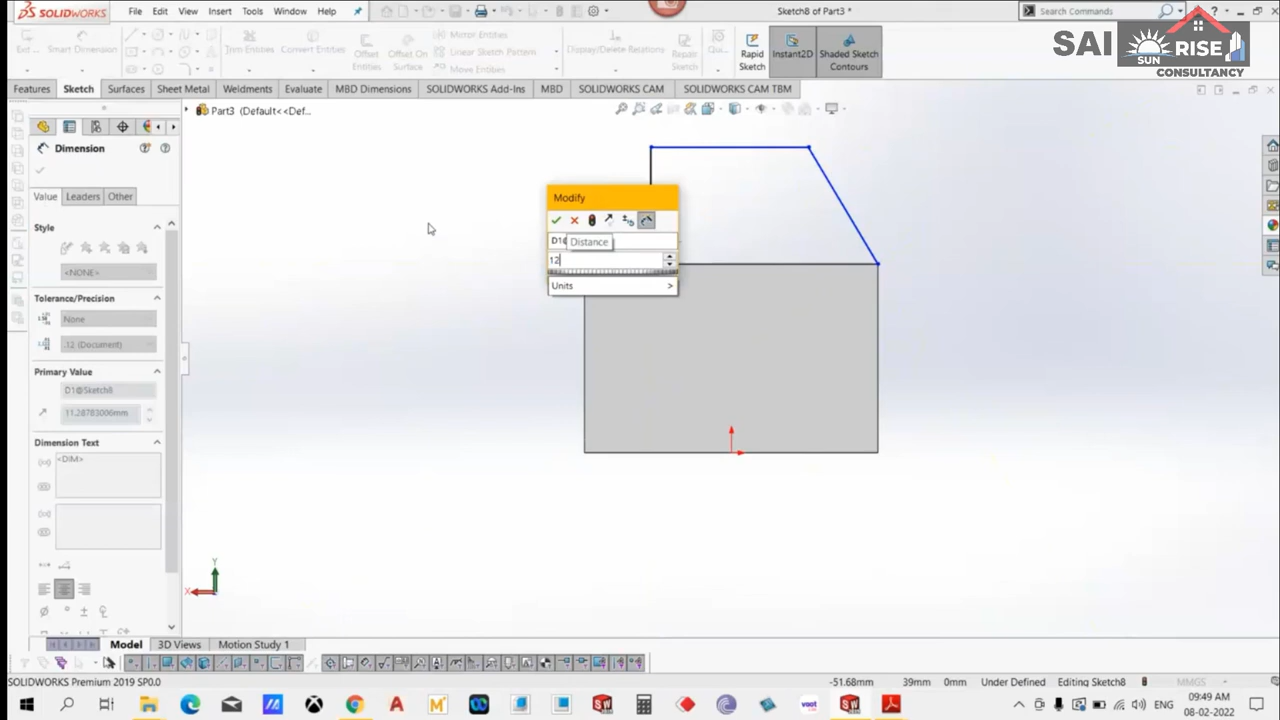 SOLIDWORKS
File Edit View Insert Tools Window Help
Sketch8 of Part3 *
Search Commands
SAI SUN RISE CONSULTANCY
Smart Dimension
Trim Entities
Convert Entities
Offset Entities
Offset On Surface
Mirror Entities
Linear Sketch Pattern
Move Entities
Display/Delete Relations
Repair Sketch
Rapid Sketch
Instant2D
Shaded Sketch Contours
Features Sketch Surfaces Sheet Metal Weldments Evaluate MBD Dimensions SOLIDWORKS Add-Ins MBD SOLIDWORKS CAM SOLIDWORKS CAM TBM
Part3 (Default<<Def...
Dimension
Value Leaders Other
Style
<NONE>
Tolerance/Precision
None
.12 (Document)
Primary Value
D1@Sketch8
11.28783006mm
Dimension Text
<DIM>
Modify
Distance
12
Units >
Y
X
Model 3D Views Motion Study 1
SOLIDWORKS Premium 2019 SP0.0
-51.68mm 39mm 0mm Under Defined Editing Sketch8 MMGS
ENG
09:49 AM
08-02-2022